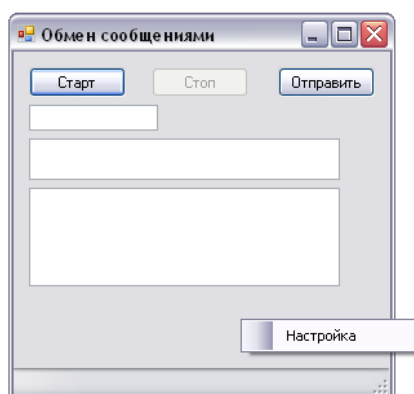 Обмен сообщениями
Старт Стоп Отправить
Настройка